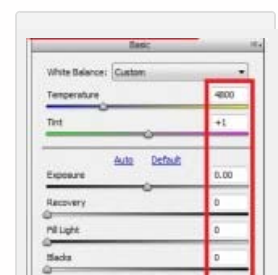 Basic
White Balance: Custom
Temperature 4800
Tint +1
Auto Default
Exposure 0.00
Recovery 0
Fill Light 0
Blacks 0